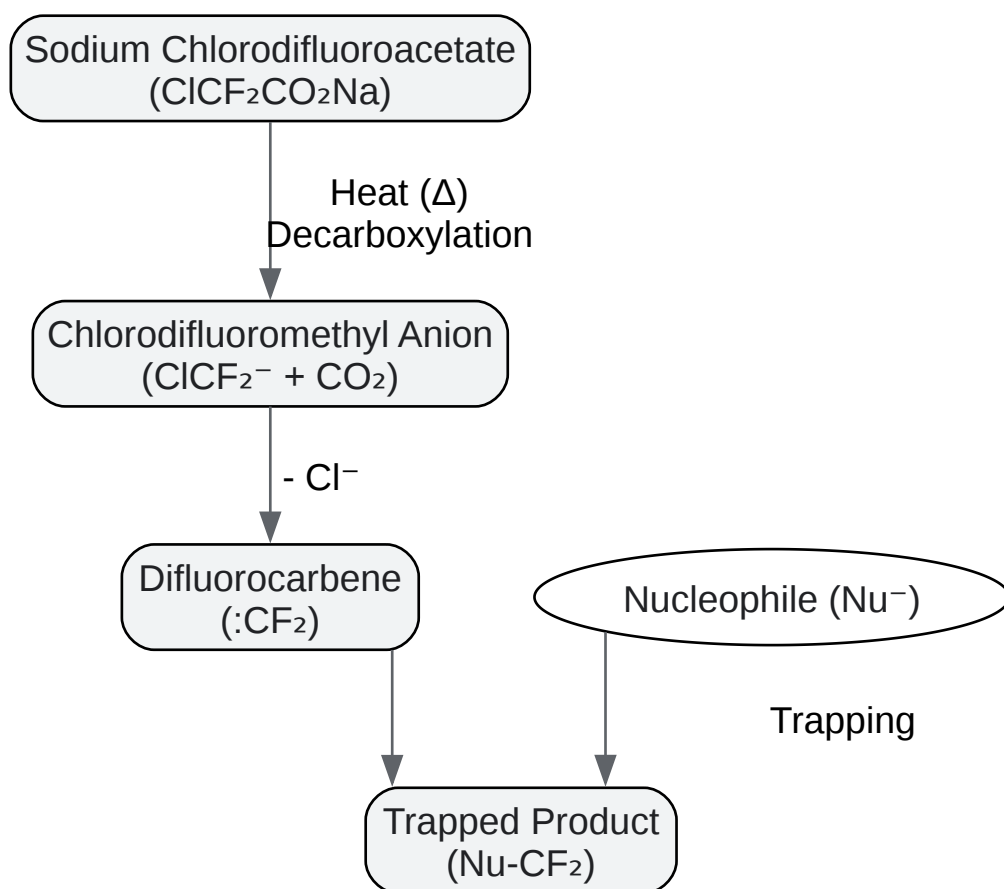 Sodium Chlorodifluoroacetate
(ClCF₂CO₂Na)
Heat (Δ)
Decarboxylation
Chlorodifluoromethyl Anion
(ClCF₂⁻ + CO₂)
- Cl⁻
Difluorocarbene
(:CF₂)
Nucleophile (Nu⁻)
Trapping
Trapped Product
(Nu-CF₂)